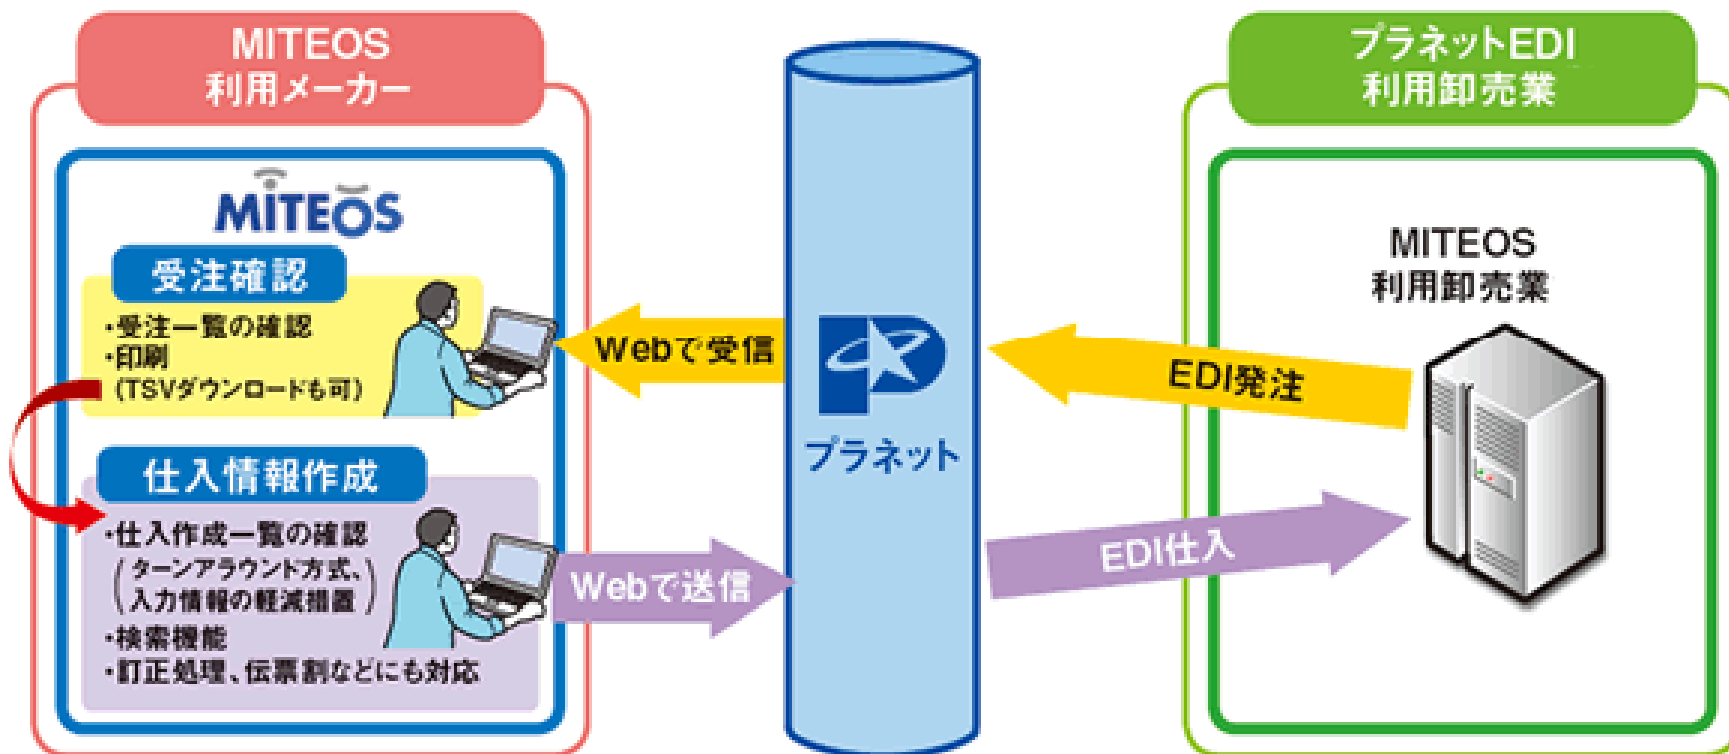 MITEOS
利用メーカー
MITEOS
受注確認
・受注一覧の確認
・印刷
（TSVダウンロードも可）
仕入情報作成
・仕入作成一覧の確認
（ターンアラウンド方式、
入力情報の軽減措置）
・検索機能
・訂正処理、伝票割などにも対応
Webで受信
Webで送信
プラネット
EDI発注
EDI仕入
プラネットEDI
利用卸売業
MITEOS
利用卸売業